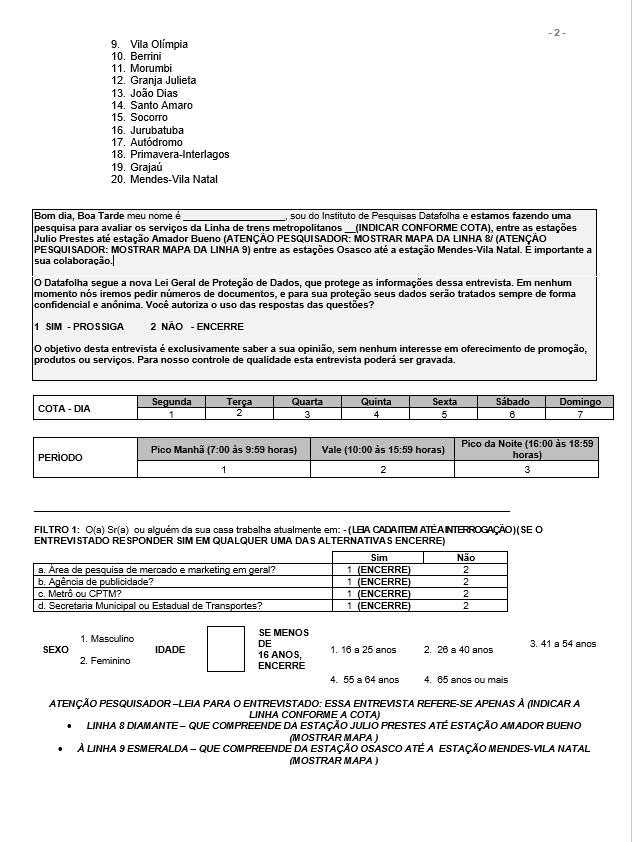 - 2 -
9. Vila Olímpia
10. Berrini
11. Morumbi
12. Granja Julieta
13. João Dias
14. Santo Amaro
15. Socorro
16. Jurubatuba
17. Autódromo
18. Primavera-Interlagos
19. Grajaú
20. Mendes-Vila Natal
Bom dia, Boa Tarde meu nome é ___________________, sou do Instituto de Pesquisas Datafolha e estamos fazendo uma
pesquisa para avaliar os serviços da Linha de trens metropolitanos __(INDICAR CONFORME COTA), entre as estações
Julio Prestes até estação Amador Bueno (ATENÇÃO PESQUISADOR: MOSTRAR MAPA DA LINHA 8/ (ATENÇÃO
PESQUISADOR: MOSTRAR MAPA DA LINHA 9) entre as estações Osasco até a estação Mendes-Vila Natal. É importante a
sua colaboração.
O Datafolha segue a nova Lei Geral de Proteção de Dados, que protege as informações dessa entrevista. Em nenhum
momento nós iremos pedir números de documentos, e para sua proteção seus dados serão tratados sempre de forma
confidencial e anônima. Você autoriza o uso das respostas das questões?
1 SIM - PROSSIGA 2 NÃO - ENCERRE
O objetivo desta entrevista é exclusivamente saber a sua opinião, sem nenhum interesse em oferecimento de promoção,
produtos ou serviços. Para nosso controle de qualidade esta entrevista poderá ser gravada.
COTA - DIA Segunda Terça Quarta Quinta Sexta Sábado Domingo
1 2 3 4 5 6 7
PERÌODO Pico Manhã (7:00 às 9:59 horas) Vale (10:00 às 15:59 horas) Pico da Noite (16:00 às 18:59
horas)
1 2 3
FILTRO 1: O(a) Sr(a) ou alguém da sua casa trabalha atualmente em: - (LEIA CADA ITEM ATÉ A INTERROGAÇÃO) (SE O
ENTREVISTADO RESPONDER SIM EM QUALQUER UMA DAS ALTERNATIVAS ENCERRE)
Sim Não
a. Área de pesquisa de mercado e marketing em geral? 1 (ENCERRE) 2
b. Agência de publicidade? 1 (ENCERRE) 2
c. Metrô ou CPTM? 1 (ENCERRE) 2
d. Secretaria Municipal ou Estadual de Transportes? 1 (ENCERRE) 2
SEXO
1. Masculino
2. Feminino
IDADE
SE MENOS
DE
16 ANOS,
ENCERRE
1. 16 a 25 anos 2. 26 a 40 anos 3. 41 a 54 anos
4. 55 a 64 anos 4. 65 anos ou mais
ATENÇÃO PESQUISADOR –LEIA PARA O ENTREVISTADO: ESSA ENTREVISTA REFERE-SE APENAS À (INDICAR A
LINHA CONFORME A COTA)
• LINHA 8 DIAMANTE – QUE COMPREENDE DA ESTAÇÃO JULIO PRESTES ATÉ ESTAÇÃO AMADOR BUENO
(MOSTRAR MAPA )
• À LINHA 9 ESMERALDA – QUE COMPREENDE DA ESTAÇÃO OSASCO ATÉ A ESTAÇÃO MENDES-VILA NATAL
(MOSTRAR MAPA )